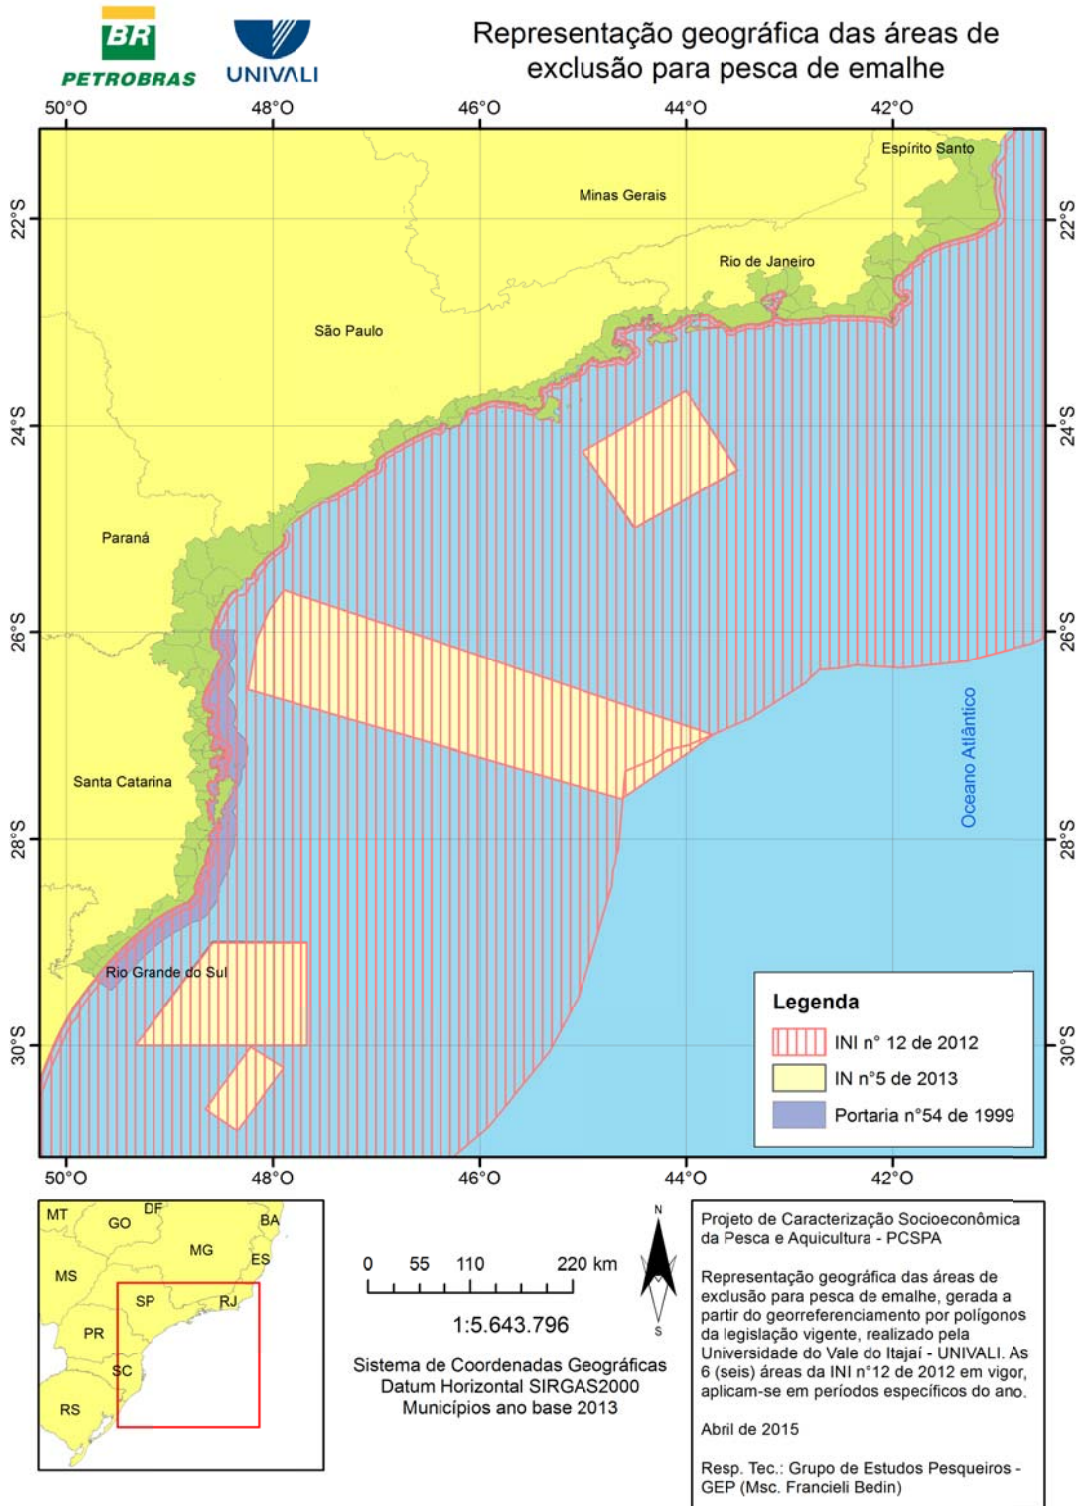 BR
PETROBRAS
UNIVALI
Representação geográfica das áreas de
exclusão para pesca de emalhe
50°O 48°O 46°O 44°O 42°O
Espírito Santo
Minas Gerais
22°S 22°S
Rio de Janeiro
São Paulo
24°S 24°S
Paraná
26°S 26°S
Oceano Atlântico
Santa Catarina
28°S 28°S
Rio Grande do Sul
Legenda
INI n° 12 de 2012
IN n°5 de 2013
Portaria n°54 de 1999
30°S 30°S
50°O 48°O 46°O 44°O 42°O
MT
GO
DF
BA
MG
ES
MS
SP
RJ
PR
SC
RS
0 55 110 220 km
1:5.643.796
N
S
Sistema de Coordenadas Geográficas
Datum Horizontal SIRGAS2000
Municípios ano base 2013
Projeto de Caracterização Socioeconômica
da Pesca e Aquicultura - PCSPA
Representação geográfica das áreas de
exclusão para pesca de emalhe, gerada a
partir do georreferenciamento por polígonos
da legislação vigente, realizado pela
Universidade do Vale do Itajaí - UNIVALI. As
6 (seis) áreas da INI n°12 de 2012 em vigor,
aplicam-se em períodos específicos do ano.
Abril de 2015
Resp. Tec.: Grupo de Estudos Pesqueiros -
GEP (Msc. Francieli Bedin)